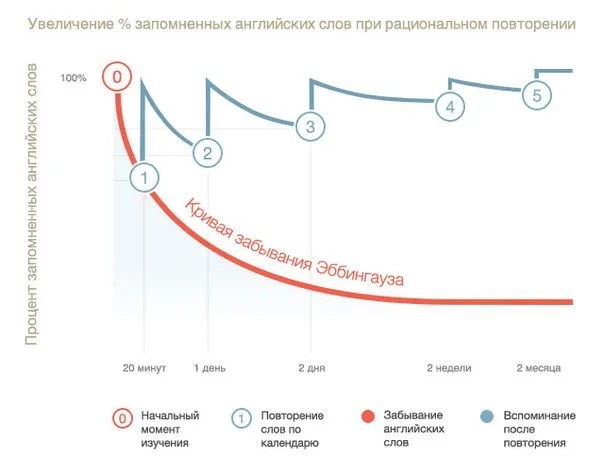 Увеличение % запомненных английских слов при рациональном повторении
Процент запомненных английских слов
100%
0
1
2
3
4
5
Кривая забывания Эббингауза
20 минут
1 день
2 дня
2 недели
2 месяца
0
Начальный
момент
изучения
1
Повторение
слов по
календарю
Забывание
английских
слов
Вспоминание
после
повторения